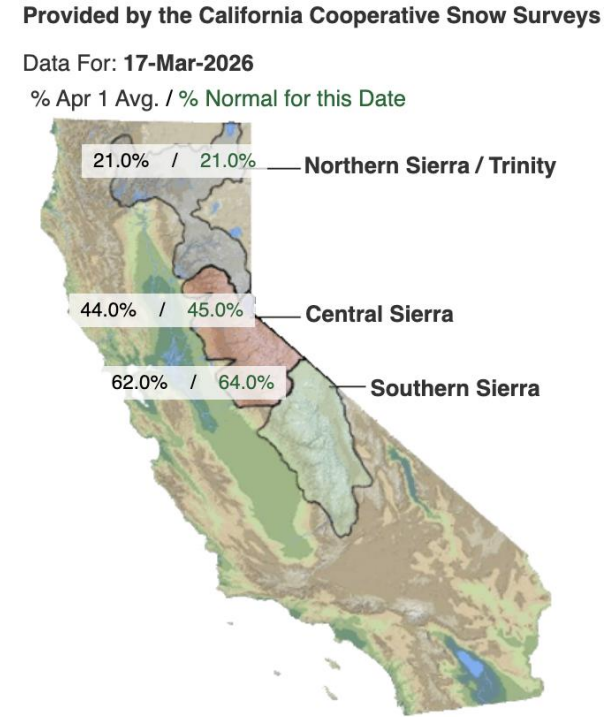 Provided by the California Cooperative Snow Surveys
Data For: 17-Mar-2026
% Apr 1 Avg. / % Normal for this Date
21.0% / 21.0% Northern Sierra / Trinity
44.0% / 45.0% Central Sierra
62.0% / 64.0% Southern Sierra